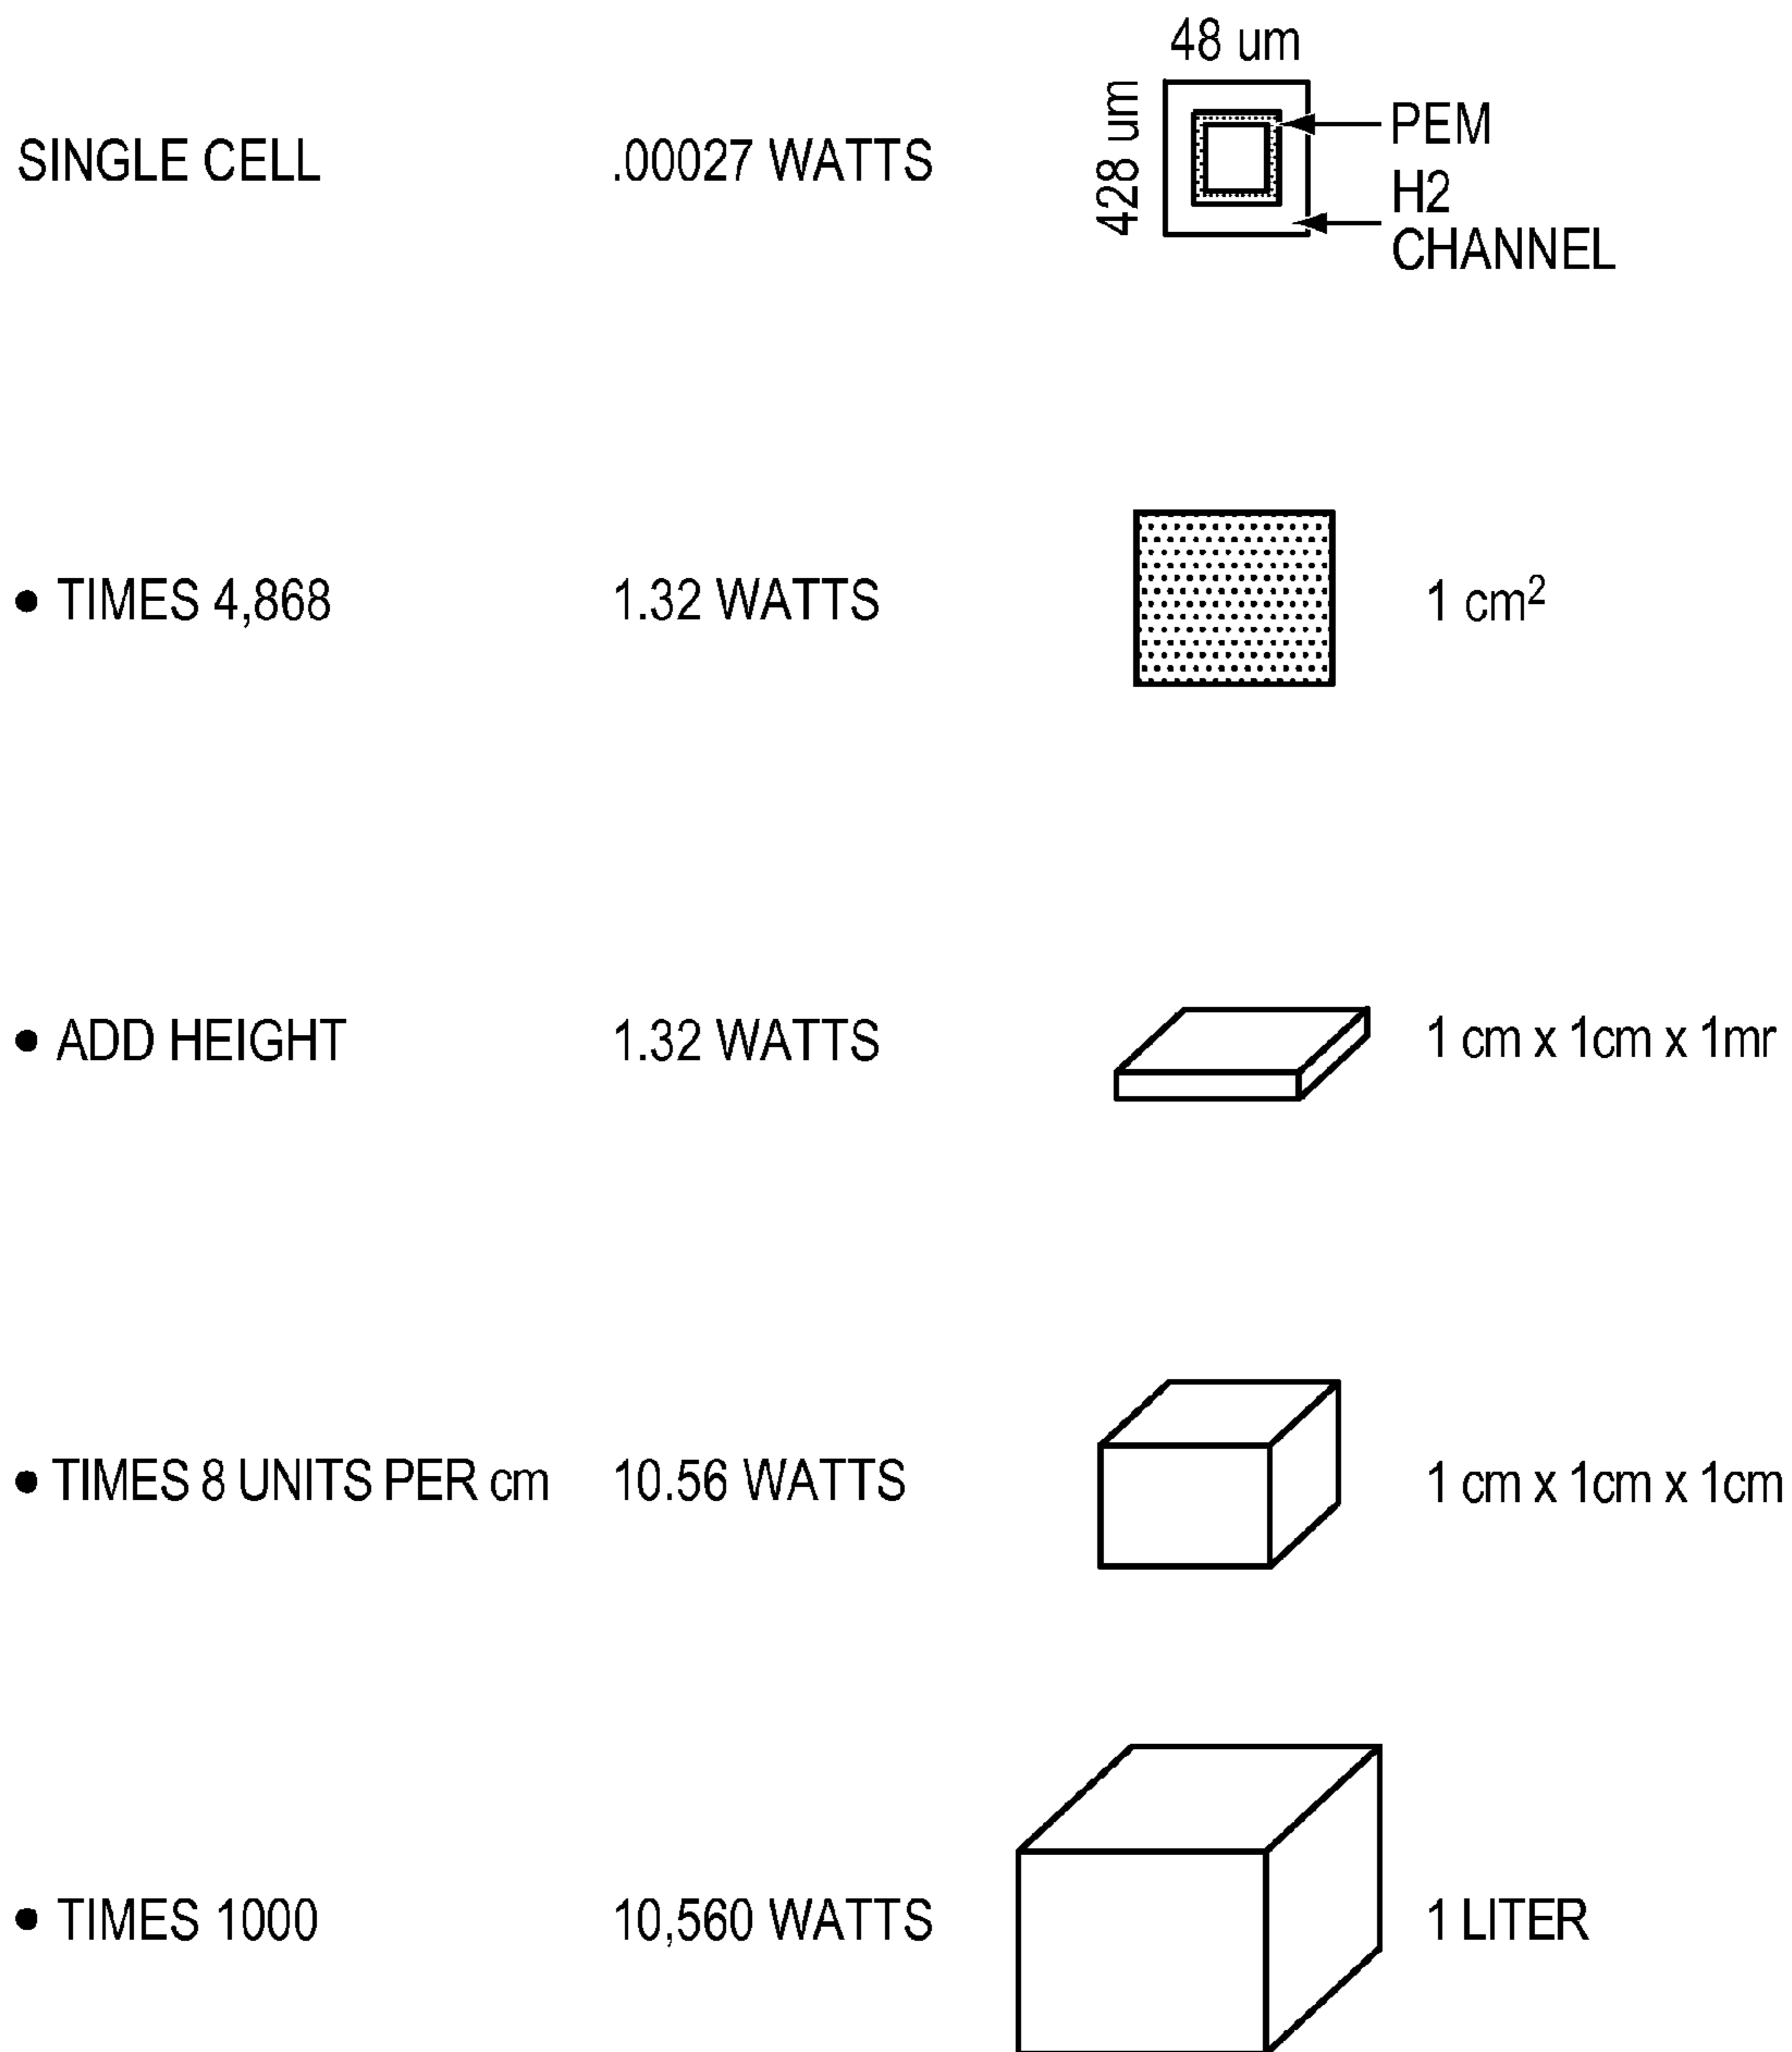 48 um
428 um
PEM
H2
CHANNEL
SINGLE CELL .00027 WATTS
• TIMES 4,868 1.32 WATTS 1 cm²
• ADD HEIGHT 1.32 WATTS 1 cm x 1cm x 1mr
• TIMES 8 UNITS PER cm 10.56 WATTS 1 cm x 1cm x 1cm
• TIMES 1000 10,560 WATTS 1 LITER